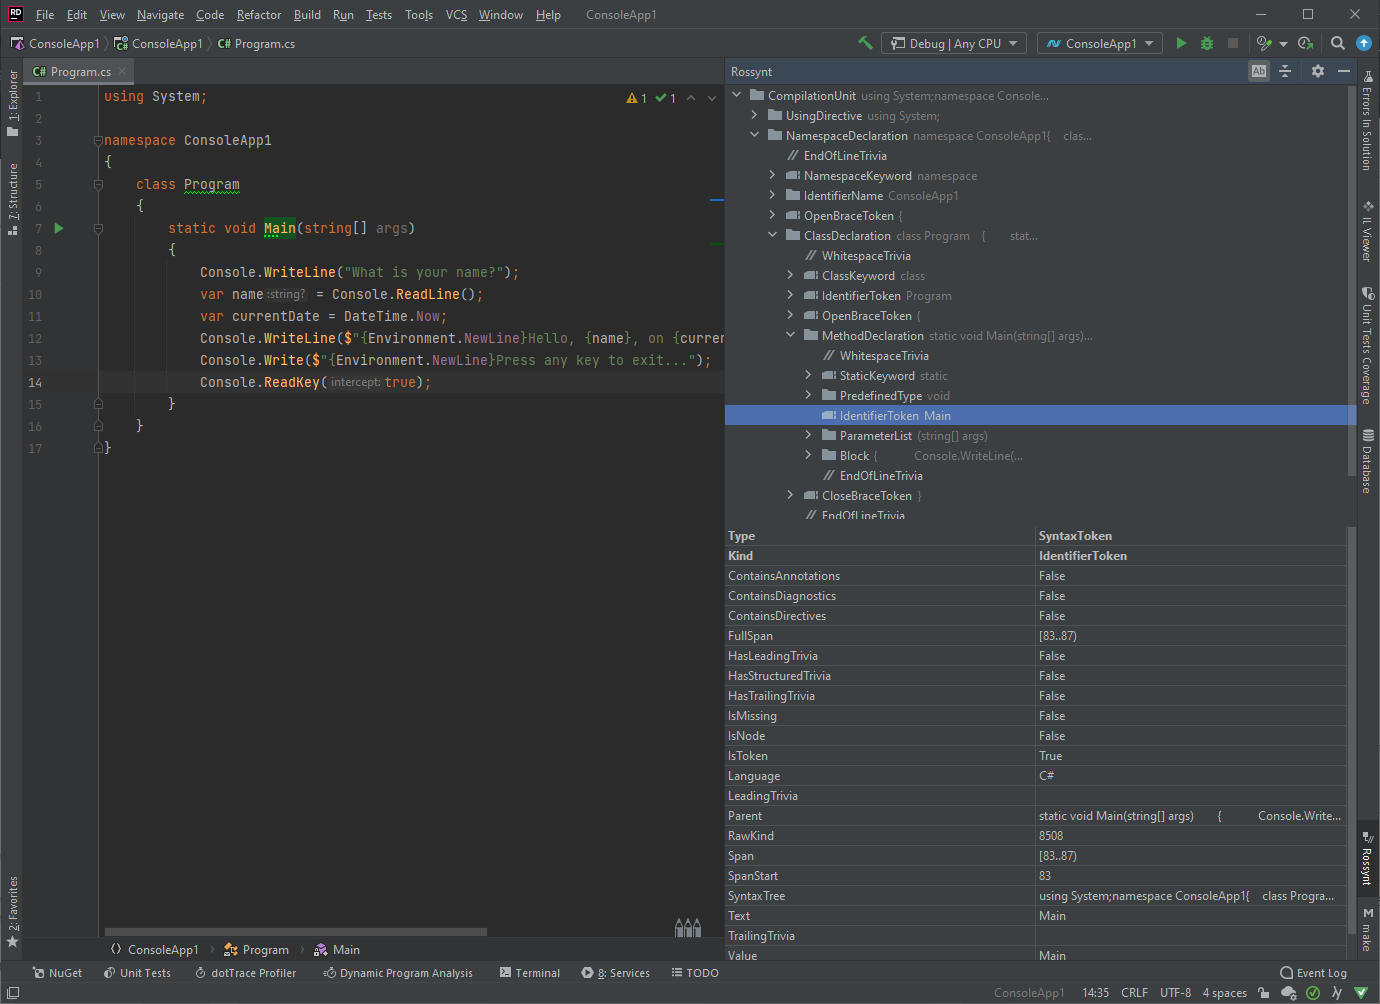 RD File Edit View Navigate Code Refactor Build Run Tests Tools VCS Window Help ConsoleApp1
ConsoleApp1 ConsoleApp1 C# Program.cs Debug | Any CPU ConsoleApp1
1: Explorer
7: Structure
2: Favorites
C# Program.cs
1 using System;
2
3 namespace ConsoleApp1
4 {
5 class Program
6 {
7 static void Main(string[] args)
8 {
9 Console.WriteLine("What is your name?");
10 var name :string? = Console.ReadLine();
11 var currentDate = DateTime.Now;
12 Console.WriteLine($"{Environment.NewLine}Hello, {name}, on {currer
13 Console.Write($"{Environment.NewLine}Press any key to exit...");
14 Console.ReadKey( intercept: true);
15 }
16 }
17 }
1 1
ConsoleApp1 Program Main
Rossynt Ab
CompilationUnit using System;namespace Console...
UsingDirective using System;
NamespaceDeclaration namespace ConsoleApp1{ clas...
// EndOfLineTrivia
NamespaceKeyword namespace
IdentifierName ConsoleApp1
OpenBraceToken {
ClassDeclaration class Program { stat...
// WhitespaceTrivia
ClassKeyword class
IdentifierToken Program
OpenBraceToken {
MethodDeclaration static void Main(string[] args)...
// WhitespaceTrivia
StaticKeyword static
PredefinedType void
IdentifierToken Main
ParameterList (string[] args)
Block { Console.WriteLine(...
// EndOfLineTrivia
CloseBraceToken }
// EndOfLineTrivia
Type SyntaxToken
Kind IdentifierToken
ContainsAnnotations False
ContainsDiagnostics False
ContainsDirectives False
FullSpan [83..87)
HasLeadingTrivia False
HasStructuredTrivia False
HasTrailingTrivia False
IsMissing False
IsNode False
IsToken True
Language C#
LeadingTrivia
Parent static void Main(string[] args) { Console.Write...
RawKind 8508
Span [83..87)
SpanStart 83
SyntaxTree using System;namespace ConsoleApp1{ class Progra...
Text Main
TrailingTrivia
Value Main
Errors In Solution
IL Viewer
Unit Tests Coverage
Database
Rossynt
M make
NuGet Unit Tests dotTrace Profiler Dynamic Program Analysis Terminal 8: Services TODO Event Log
ConsoleApp1 14:35 CRLF UTF-8 4 spaces